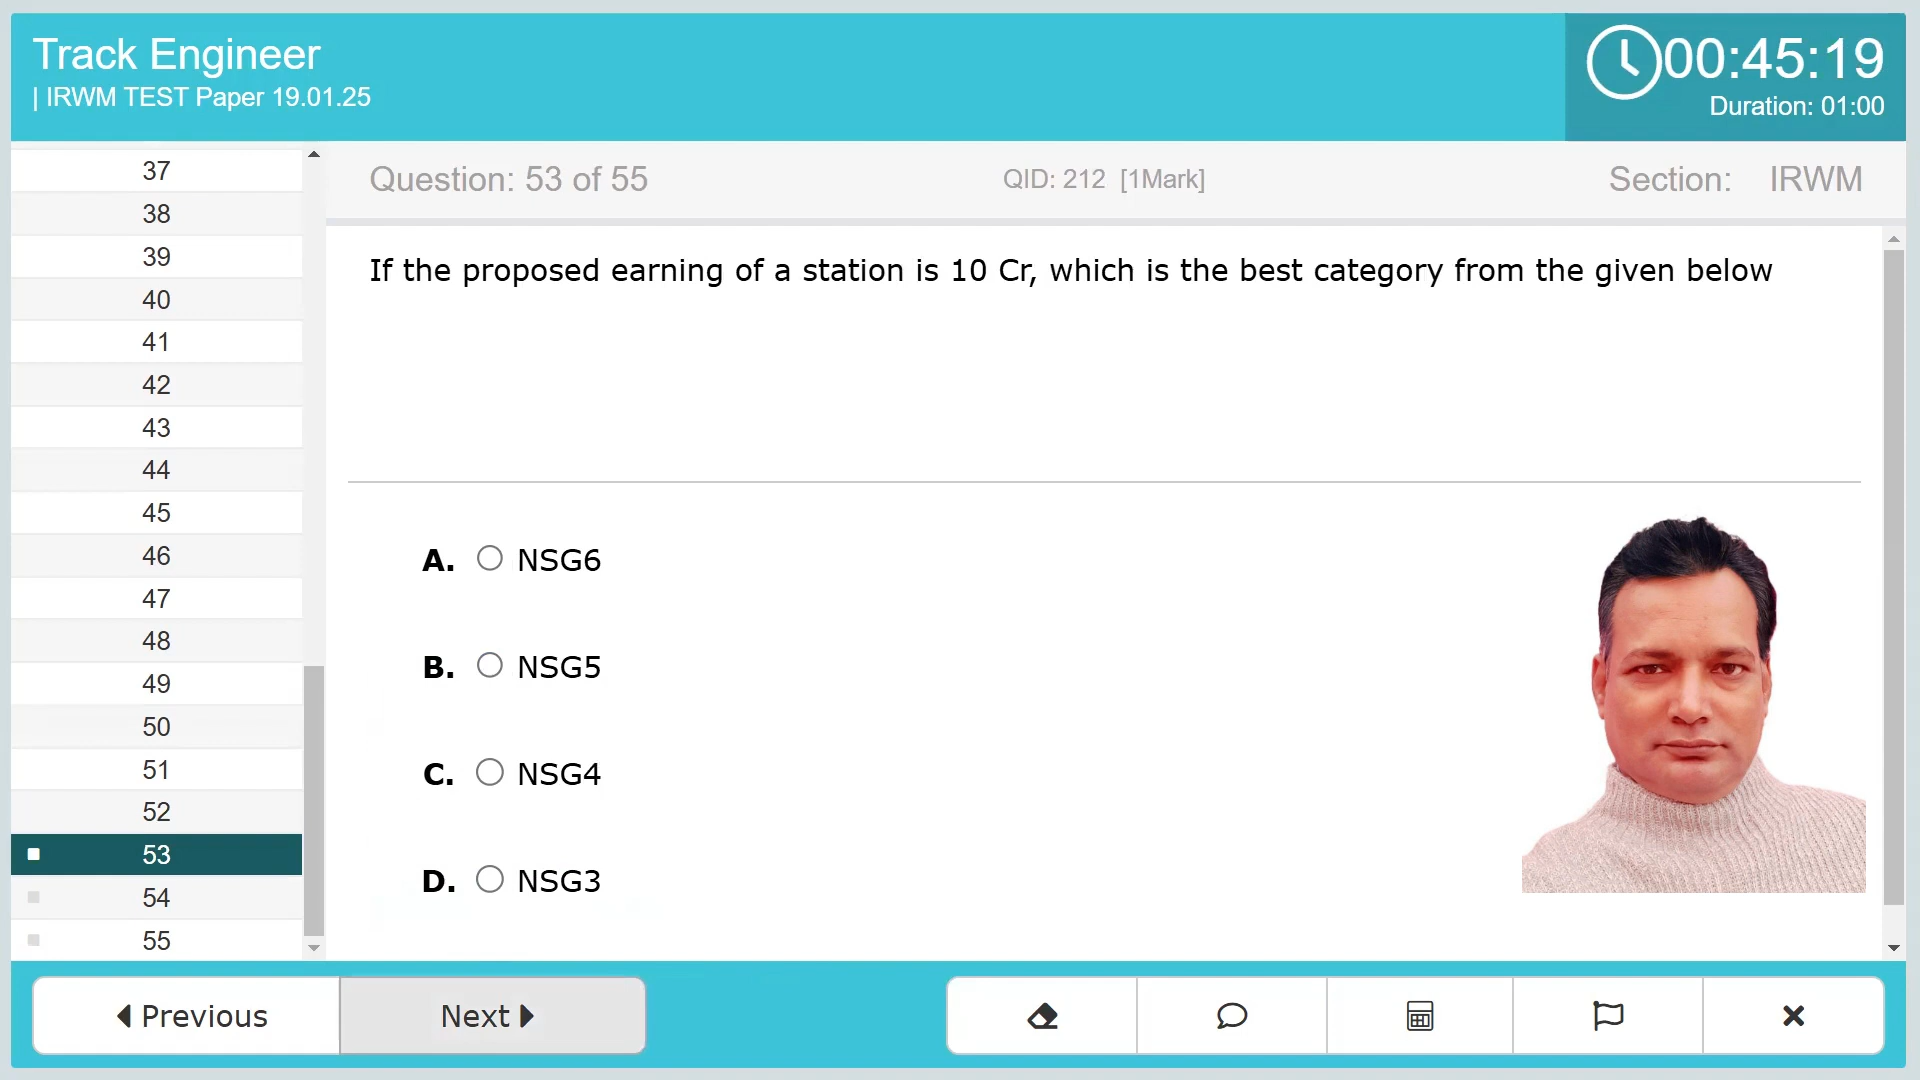 Track Engineer
| IRWM TEST Paper 19.01.25
00:45:19
Duration: 01:00
37
38
39
40
41
42
43
44
45
46
47
48
49
50
51
52
53
54
55
Question: 53 of 55
QID: 212 [1Mark]
Section: IRWM
If the proposed earning of a station is 10 Cr, which is the best category from the given below
A. NSG6
B. NSG5
C. NSG4
D. NSG3
Previous
Next